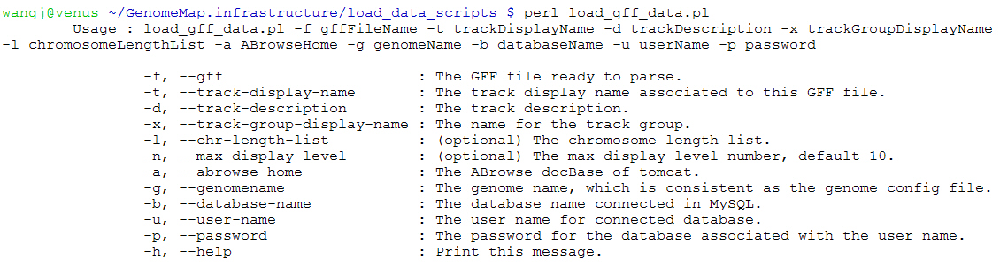 wangj@venus ~/GenomeMap.infrastructure/load_data_scripts $ perl load_gff_data.pl
Usage : load_gff_data.pl -f gffFileName -t trackDisplayName -d trackDescription -x trackGroupDisplayName
-l chromosomeLengthList -a ABrowseHome -g genomeName -b databaseName -u userName -p password
-f, --gff : The GFF file ready to parse.
-t, --track-display-name : The track display name associated to this GFF file.
-d, --track-description : The track description.
-x, --track-group-display-name : The name for the track group.
-l, --chr-length-list : (optional) The chromosome length list.
-n, --max-display-level : (optional) The max display level number, default 10.
-a, --abrowse-home : The ABrowse docBase of tomcat.
-g, --genomename : The genome name, which is consistent as the genome config file.
-b, --database-name : The database name connected in MySQL.
-u, --user-name : The user name for connected database.
-p, --password : The password for the database associated with the user name.
-h, --help : Print this message.